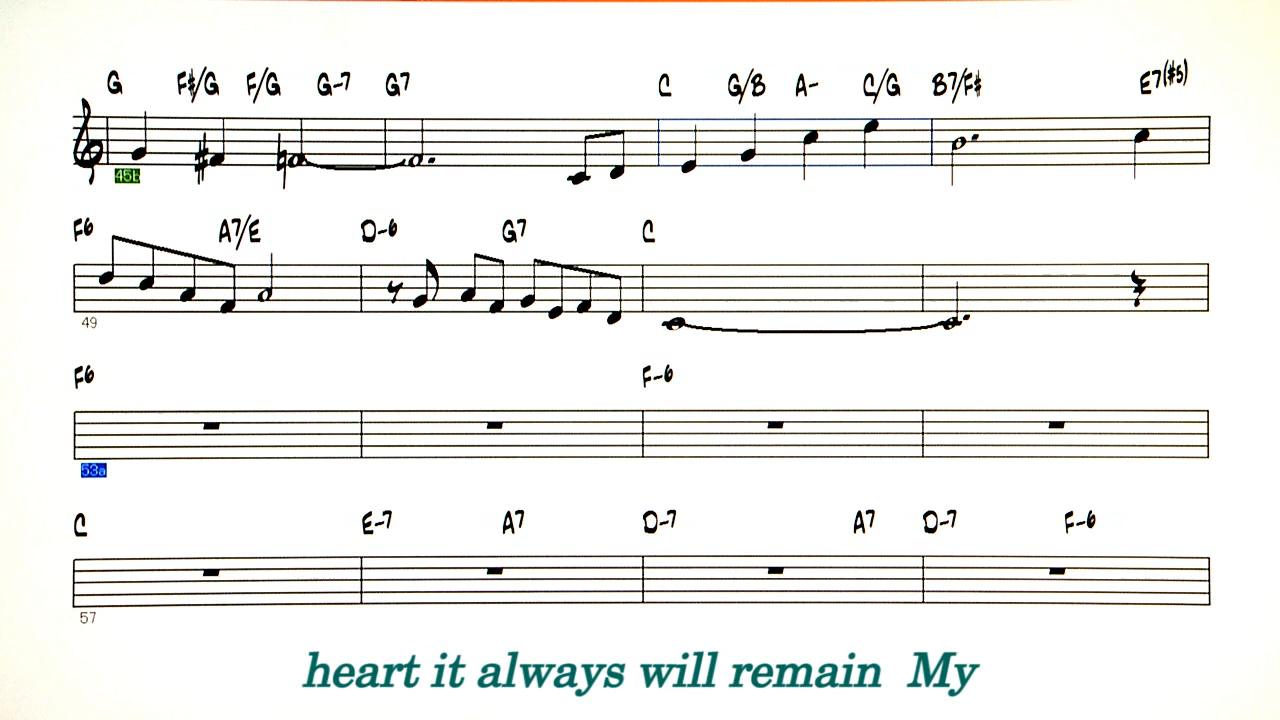 G F#/G F/G G-7 G7 C G/B A- C/G B7/F# E7(#5)
45b
F6 A7/E D-6 G7 C
49
F6 F-6
53a
C E-7 A7 D-7 A7 D-7 F-6
57
heart it always will remain My